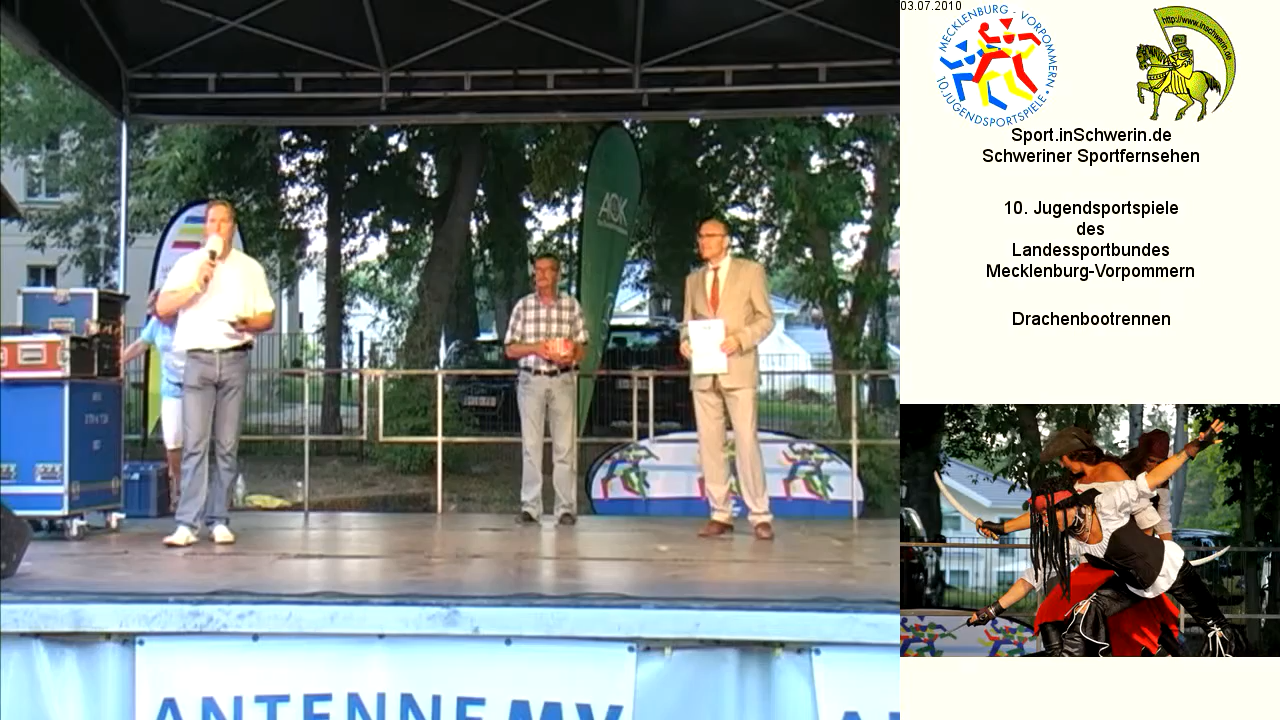 03.07.2010
MECKLENBURG - VORPOMMERN
10. JUGENDSPORTSPIELE
http://www.inschwerin.de
Sport.inSchwerin.de
Schweriner Sportfernsehen
10. Jugendsportspiele
des
Landessportbundes
Mecklenburg-Vorpommern
Drachenbootrennen
AOK
ANTENNE MV